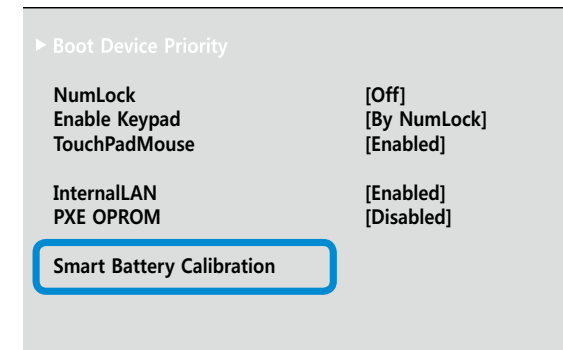 ▶ Boot Device Priority
NumLock [Off]
Enable Keypad [By NumLock]
TouchPadMouse [Enabled]
InternalLAN [Enabled]
PXE OPROM [Disabled]
Smart Battery Calibration